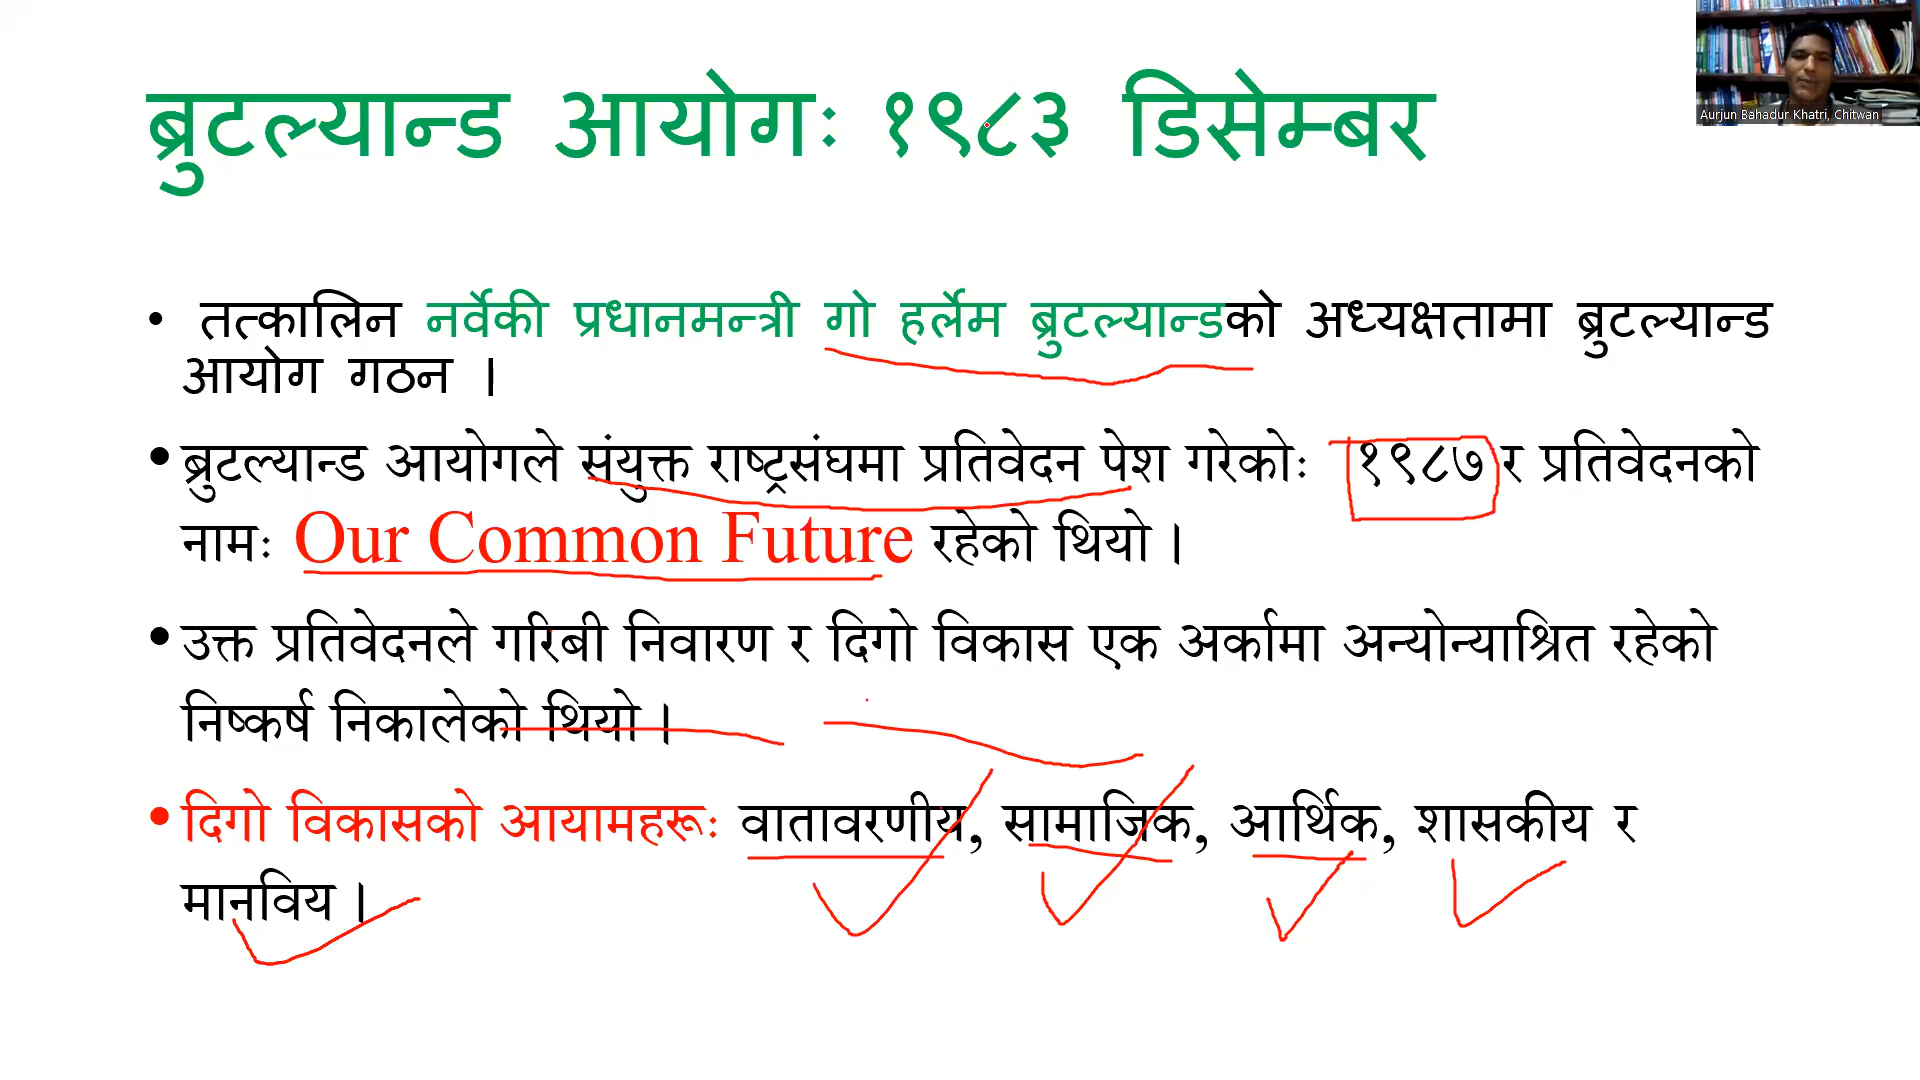 ब्रुटल्यान्ड आयोगः १९८३ डिसेम्बर
Aurjun Bahadur Khatri, Chitwan
• तत्कालिन नर्वेकी प्रधानमन्त्री गो हर्लेम ब्रुटल्यान्डको अध्यक्षतामा ब्रुटल्यान्ड
आयोग गठन ।
• ब्रुटल्यान्ड आयोगले संयुक्त राष्ट्रसंघमा प्रतिवेदन पेश गरेकोः १९८७ र प्रतिवेदनको
नामः Our Common Future रहेको थियो ।
• उक्त प्रतिवेदनले गरिबी निवारण र दिगो विकास एक अर्कामा अन्योन्याश्रित रहेको
निष्कर्ष निकालेको थियो ।
• दिगो विकासको आयामहरूः वातावरणीय, सामाजिक, आर्थिक, शासकीय र
मानविय ।